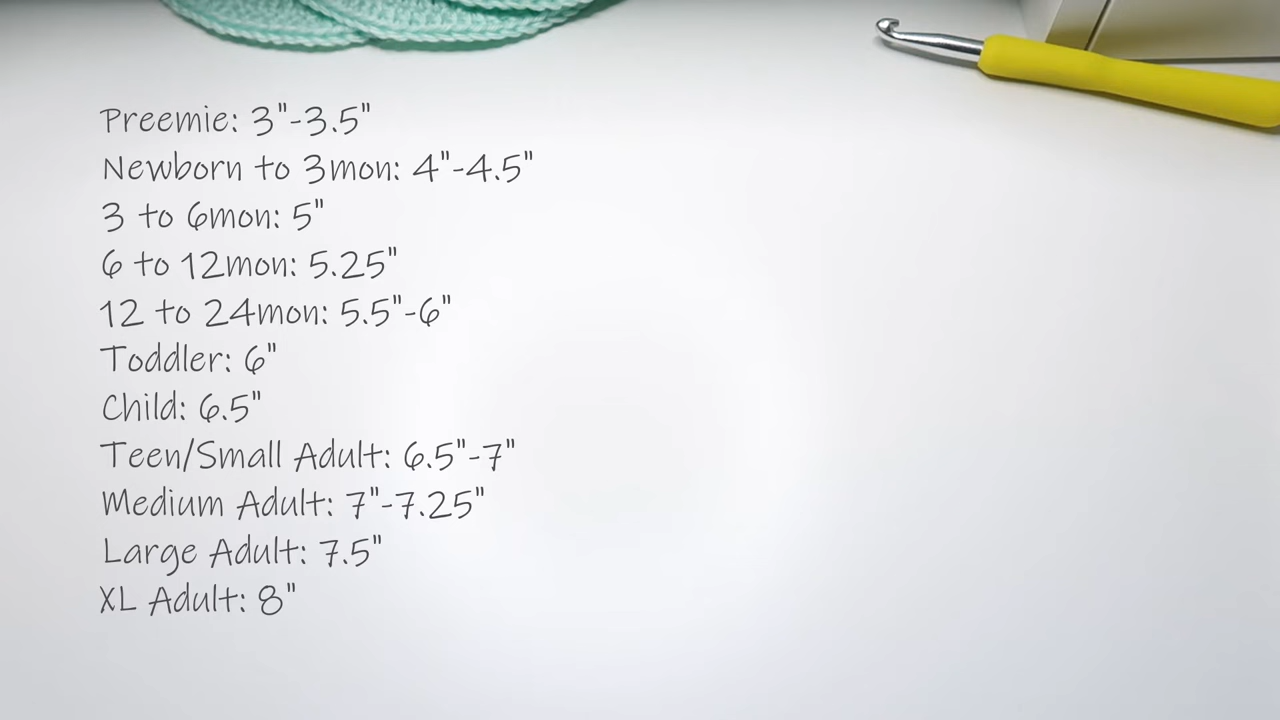 Preemie: 3"-3.5"
Newborn to 3mon: 4"-4.5"
3 to 6mon: 5"
6 to 12mon: 5.25"
12 to 24mon: 5.5"-6"
Toddler: 6"
Child: 6.5"
Teen/Small Adult: 6.5"-7"
Medium Adult: 7"-7.25"
Large Adult: 7.5"
XL Adult: 8"